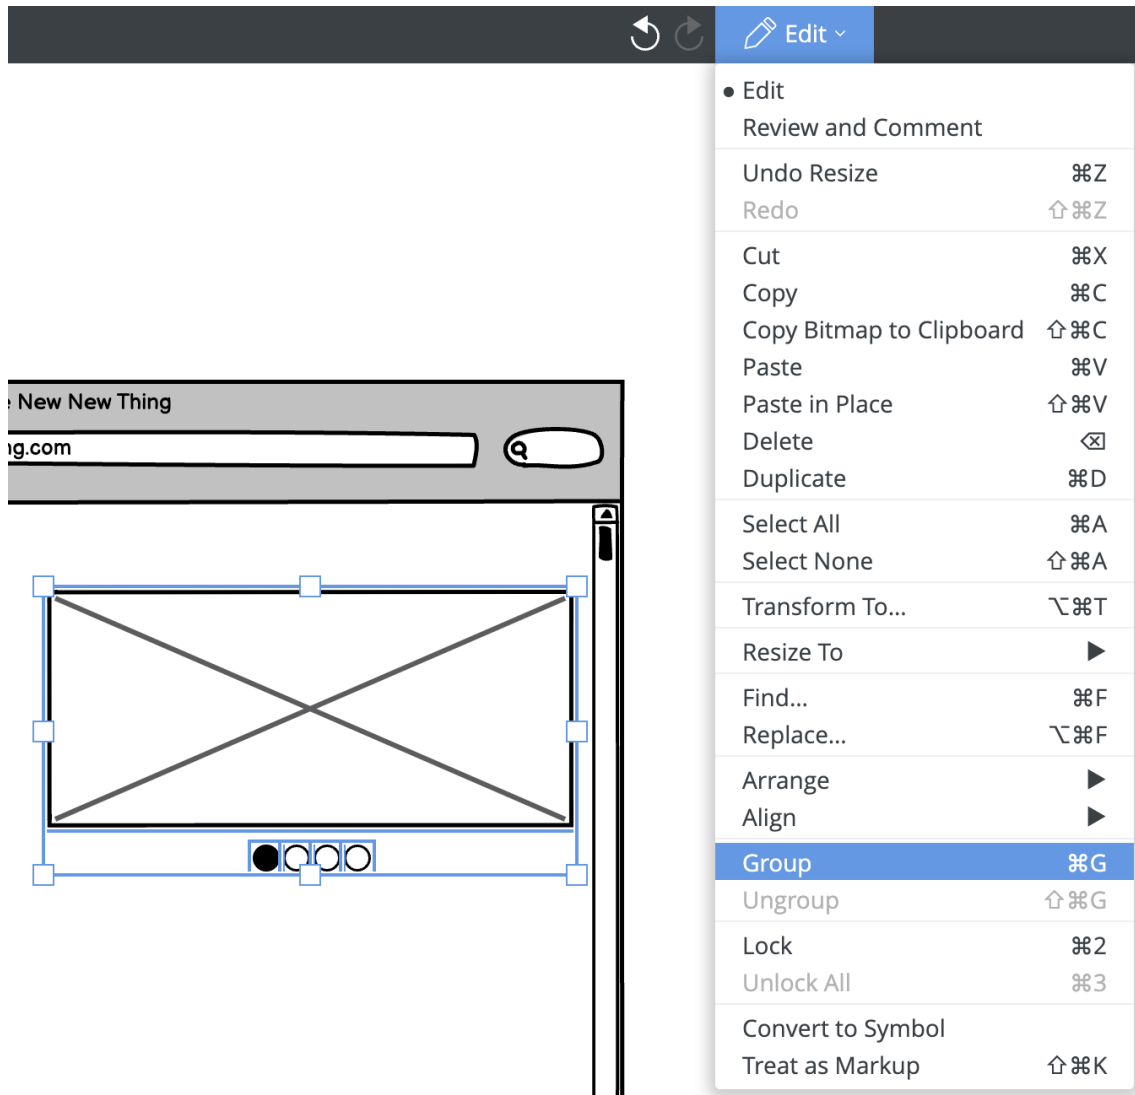 Edit
Edit
Review and Comment
Undo Resize ⌘Z
Redo ⇧⌘Z
Cut ⌘X
Copy ⌘C
Copy Bitmap to Clipboard ⇧⌘C
Paste ⌘V
Paste in Place ⇧⌘V
Delete ⌫
Duplicate ⌘D
Select All ⌘A
Select None ⇧⌘A
Transform To... ⌥⌘T
Resize To
Find... ⌘F
Replace... ⌥⌘F
Arrange
Align
Group ⌘G
Ungroup ⇧⌘G
Lock ⌘2
Unlock All ⌘3
Convert to Symbol
Treat as Markup ⇧⌘K
New New Thing
ng.com